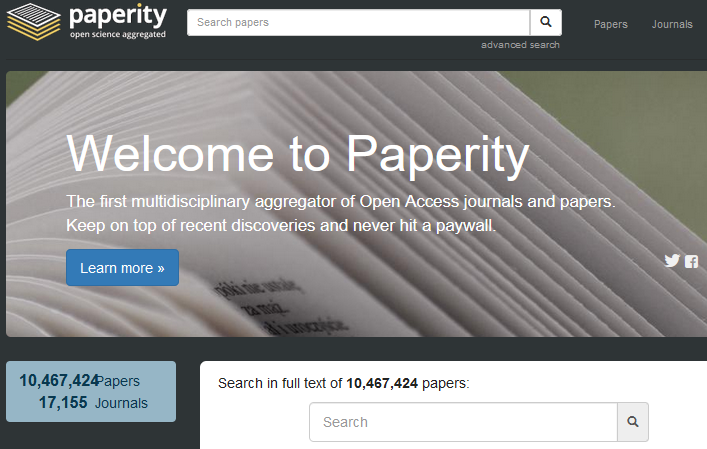 paperity
open science aggregated
Search papers
advanced search
Papers
Journals
Welcome to Paperity
The first multidisciplinary aggregator of Open Access journals and papers.
Keep on top of recent discoveries and never hit a paywall.
Learn more »
za maj.
10,467,424 Papers
17,155 Journals
Search in full text of 10,467,424 papers:
Search